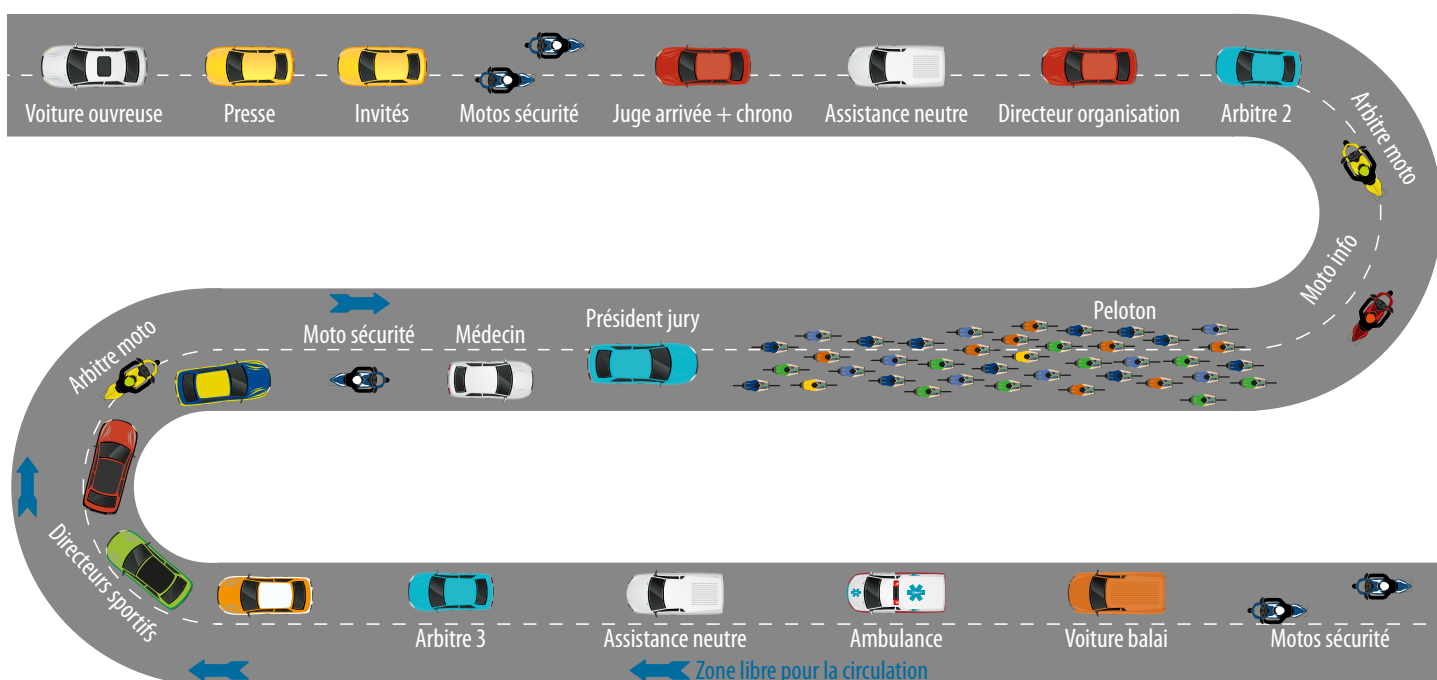 Voiture ouvreuse
Presse
Invités
Motos sécurité
Juge arrivée + chrono
Assistance neutre
Directeur organisation
Arbitre 2
Arbitre moto
Moto info
Peloton
Président jury
Médecin
Moto sécurité
Arbitre moto
Directeurs sportifs
Arbitre 3
Assistance neutre
Ambulance
Voiture balai
Motos sécurité
Zone libre pour la circulation